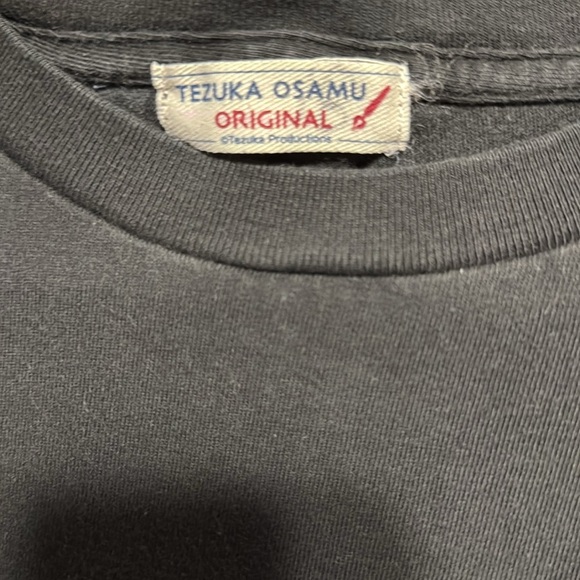 TEZUKA OSAMU
ORIGINAL
©Tezuka Productions